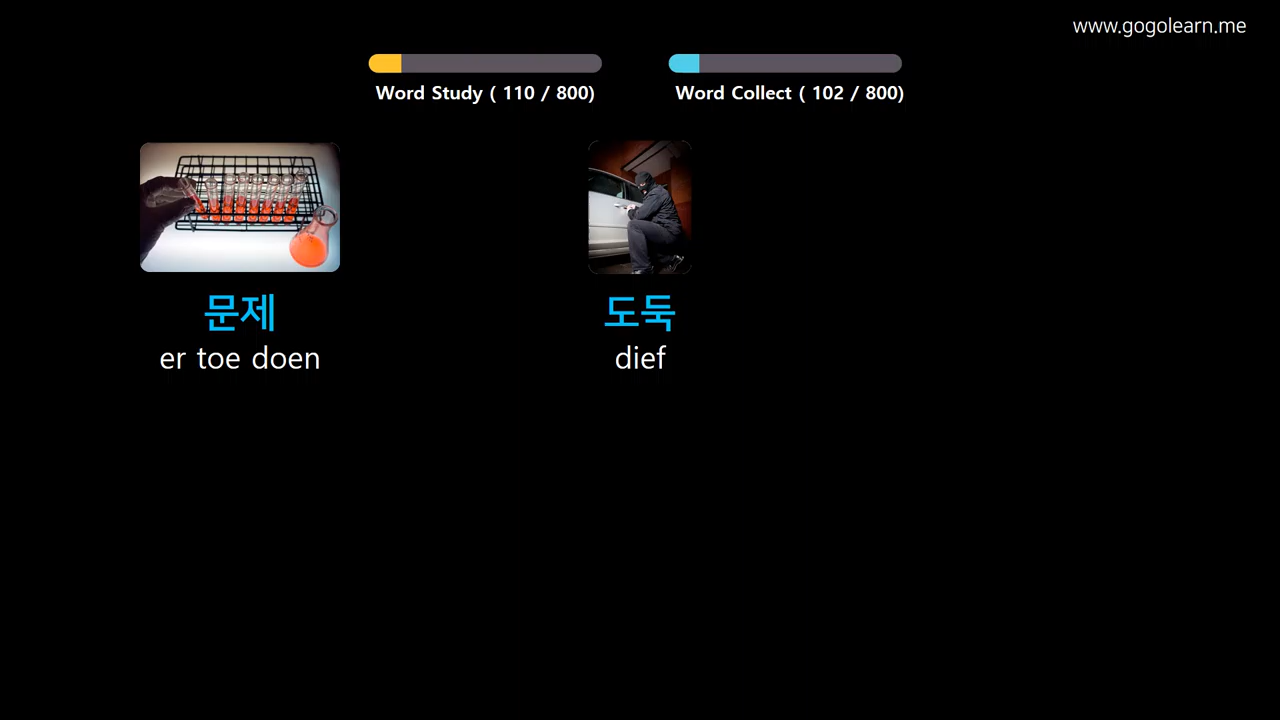 www.gogolearn.me
Word Study ( 110 / 800)
Word Collect ( 102 / 800)
문제
er toe doen
도둑
dief